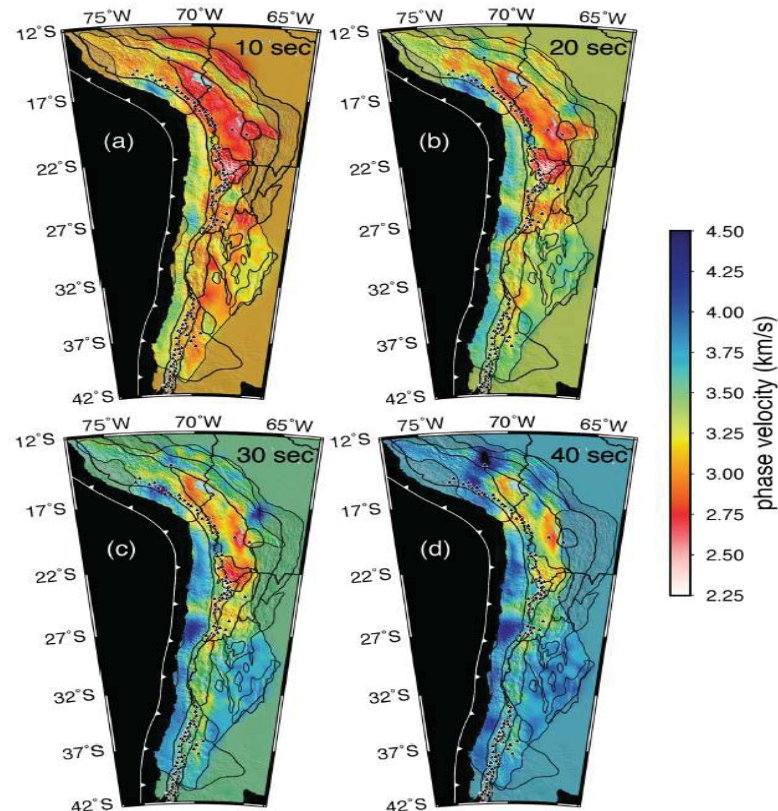 75˚W 70˚W 65˚W
12˚S
17˚S
22˚S
27˚S
32˚S
37˚S
42˚S
10 sec
(a)
75˚W 70˚W 65˚W
12˚S
17˚S
22˚S
27˚S
32˚S
37˚S
42˚S
20 sec
(b)
75˚W 70˚W 65˚W
12˚S
17˚S
22˚S
27˚S
32˚S
37˚S
42˚S
30 sec
(c)
75˚W 70˚W 65˚W
12˚S
17˚S
22˚S
27˚S
32˚S
37˚S
42˚S
40 sec
(d)
4.50
4.25
4.00
3.75
3.50
3.25
3.00
2.75
2.50
2.25
phase velocity (km/s)